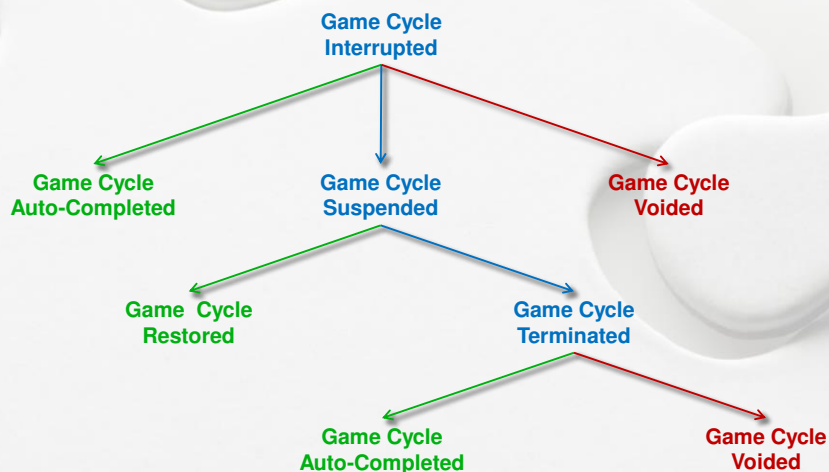 Game Cycle
Interrupted
Game Cycle
Auto-Completed
Game Cycle
Suspended
Game Cycle
Voided
Game Cycle
Restored
Game Cycle
Terminated
Game Cycle
Auto-Completed
Game Cycle
Voided